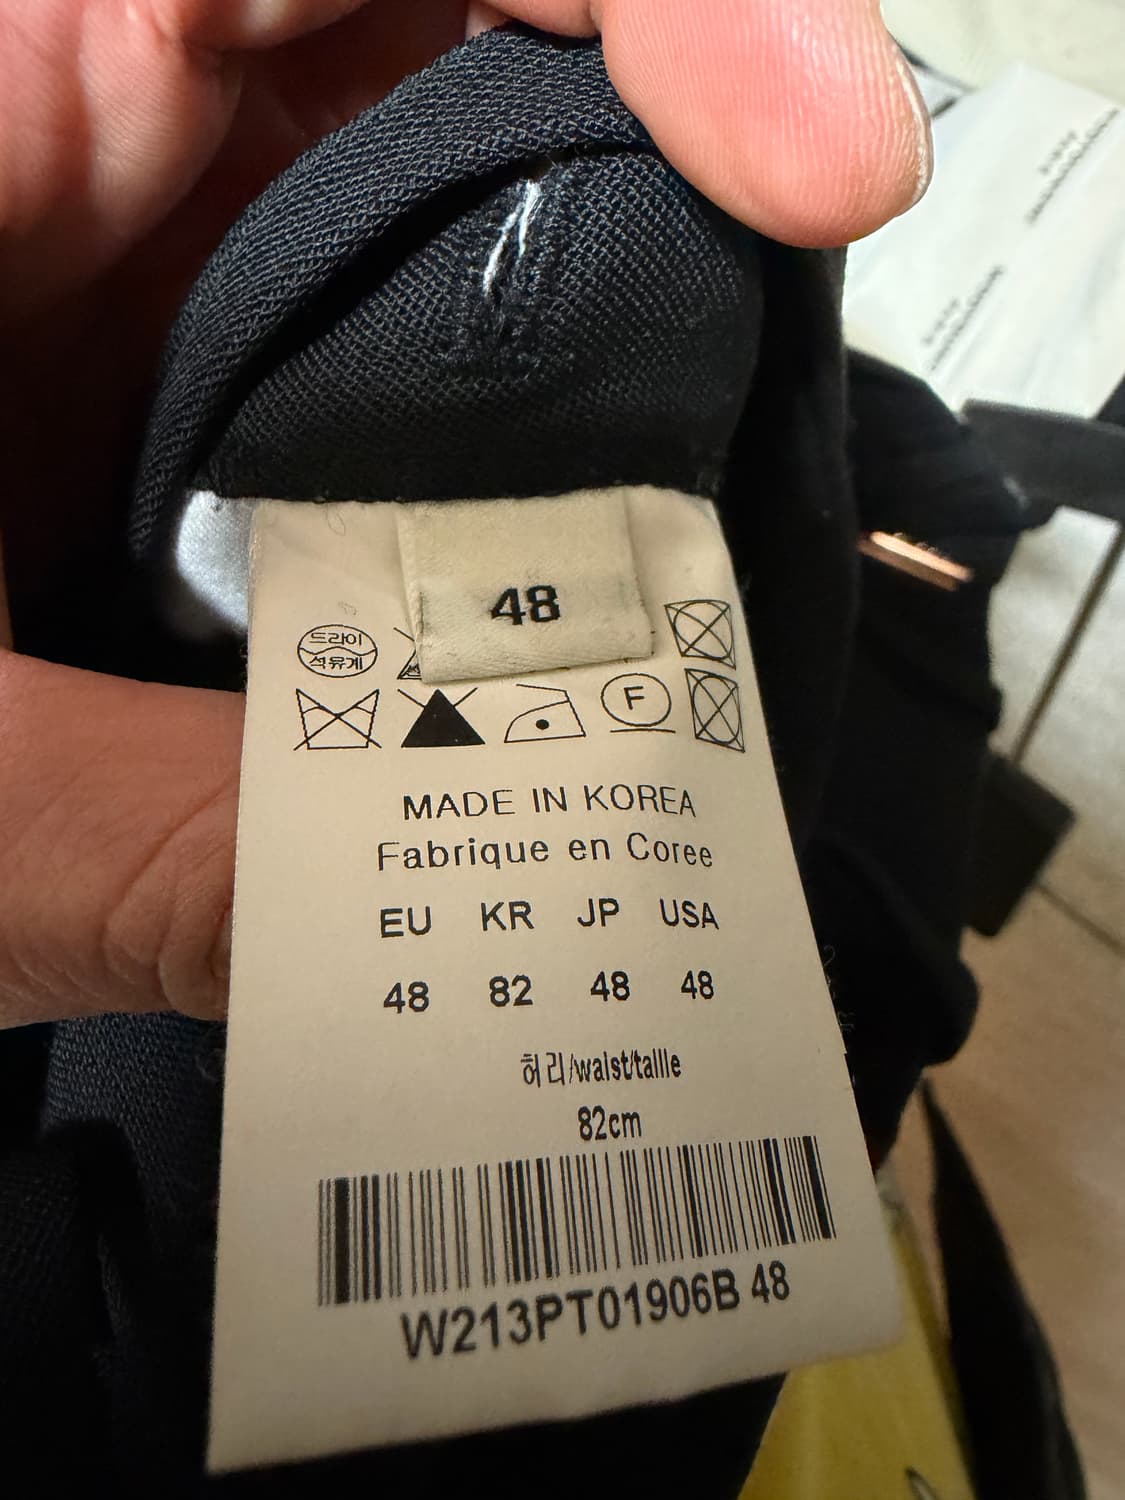 48
드라이
석유계
F
MADE IN KOREA
Fabrique en Coree
EU KR JP USA
48 82 48 48
허리/waist/taille
82cm
W213PT01906B 48